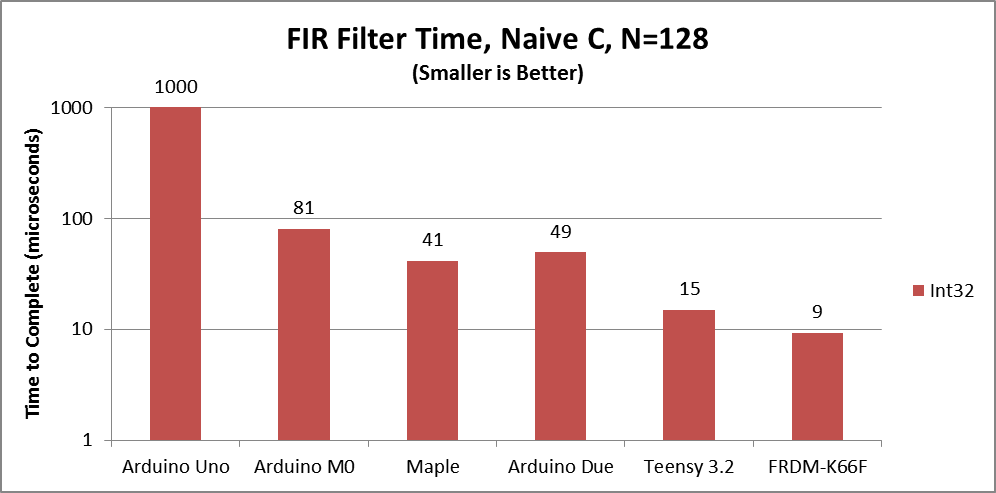 FIR Filter Time, Naive C, N=128
(Smaller is Better)
Time to Complete (microseconds)
1000
100
10
1
1000
81
41
49
15
9
Arduino Uno
Arduino M0
Maple
Arduino Due
Teensy 3.2
FRDM-K66F
Int32